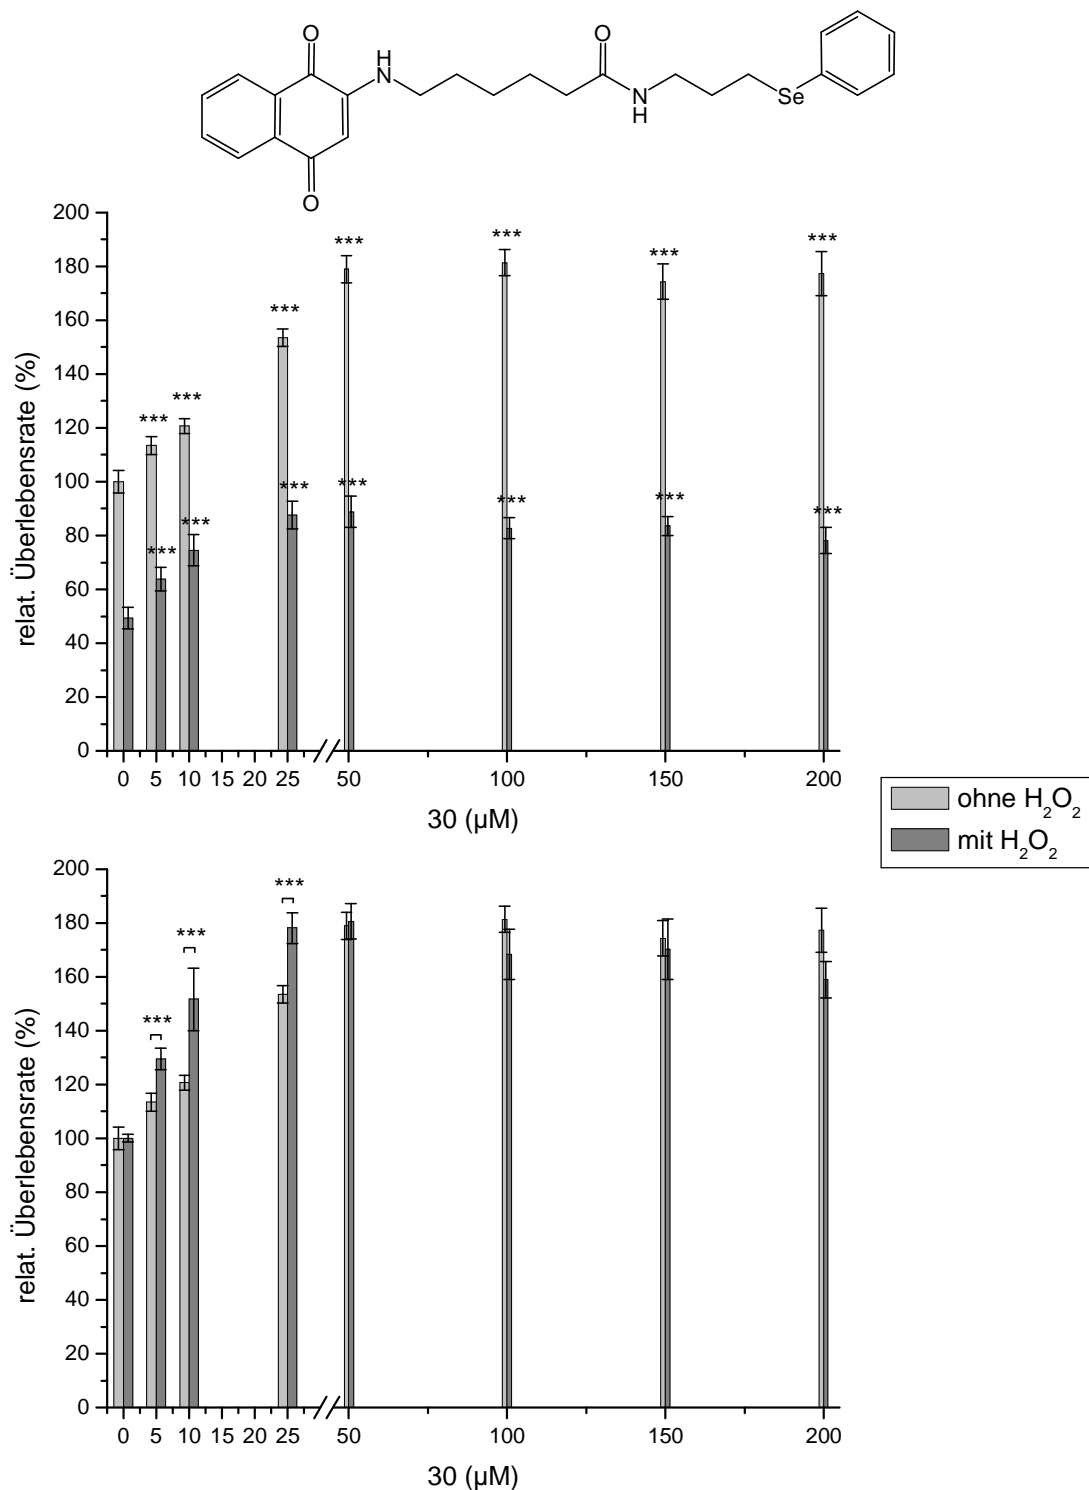 O
H
N
O
N
H
Se
O
***
***
***
***
***
***
***
***
***
***
***
***
***
***
200
180
160
140
120
100
80
60
40
20
0
relat. Überlebensrate (%)
0 5 10 15 20 25 50 100 150 200
30 (µM)
ohne H₂O₂
mit H₂O₂
***
***
***
200
180
160
140
120
100
80
60
40
20
0
relat. Überlebensrate (%)
0 5 10 15 20 25 50 100 150 200
30 (µM)